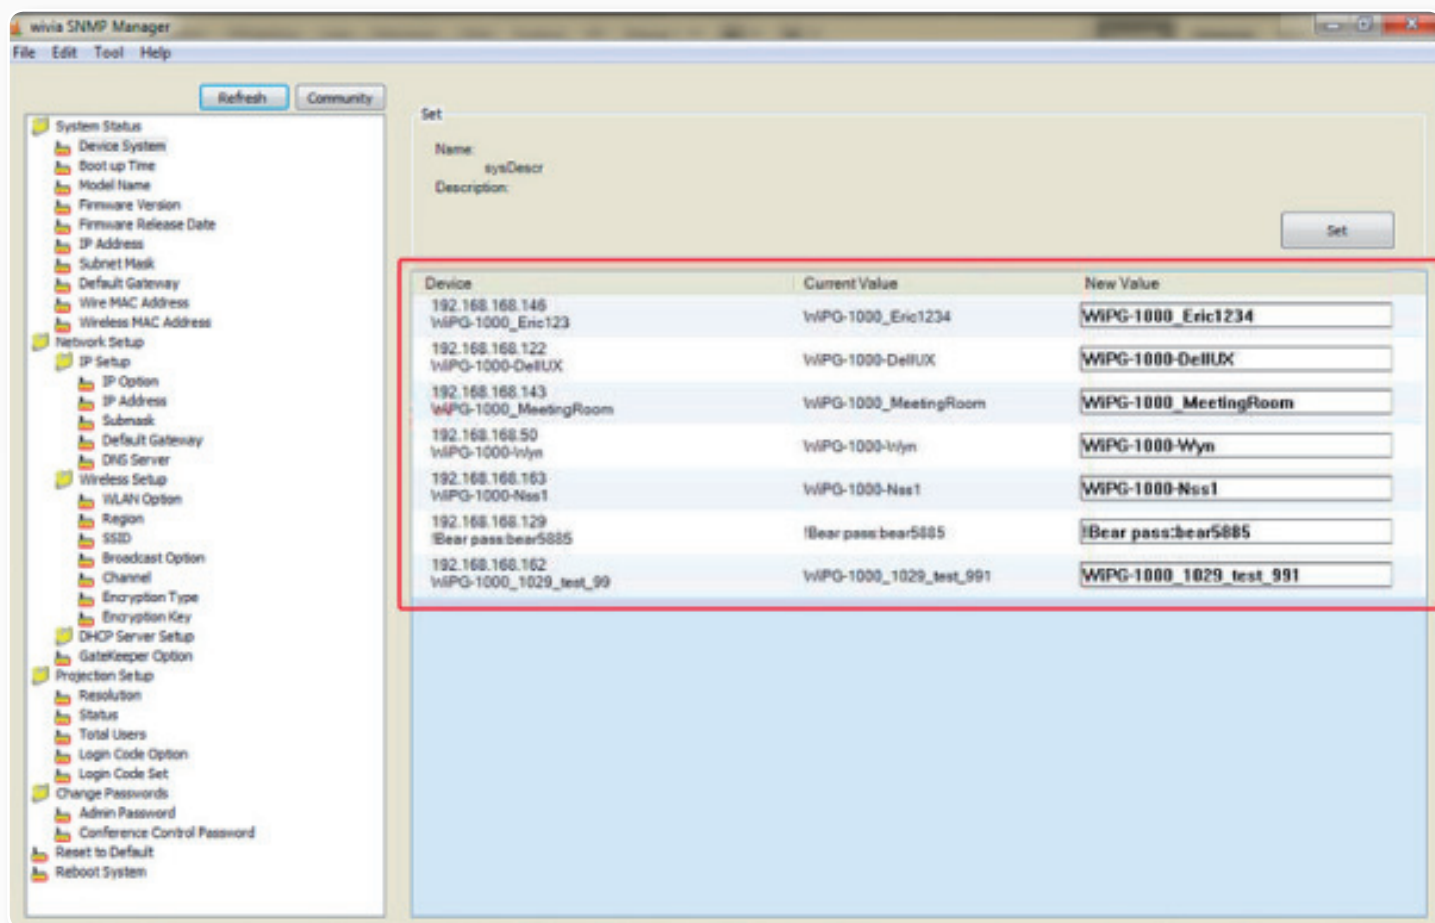 wivia SNMP Manager
File Edit Tool Help
Refresh Community
System Status
Device System
Boot up Time
Model Name
Firmware Version
Firmware Release Date
IP Address
Subnet Mask
Default Gateway
Wire MAC Address
Wireless MAC Address
Network Setup
IP Setup
IP Option
IP Address
Submask
Default Gateway
DNS Server
Wireless Setup
WLAN Option
Region
SSID
Broadcast Option
Channel
Encryption Type
Encryption Key
DHCP Server Setup
GateKeeper Option
Projection Setup
Resolution
Status
Total Users
Login Code Option
Login Code Set
Change Passwords
Admin Password
Conference Control Password
Reset to Default
Reboot System
Set
Name:
sysDescr
Description:
Set
Device Current Value New Value
192.168.168.146
WiPG-1000_Eric123 WiPG-1000_Eric1234 WiPG-1000_Eric1234
192.168.168.122
WiPG-1000-DellUX WiPG-1000-DellUX WiPG-1000-DellUX
192.168.168.143
WiPG-1000_MeetingRoom WiPG-1000_MeetingRoom WiPG-1000_MeetingRoom
192.168.168.50
WiPG-1000-Wyn WiPG-1000-Wyn WiPG-1000-Wyn
192.168.168.163
WiPG-1000-Nss1 WiPG-1000-Nss1 WiPG-1000-Nss1
192.168.168.129
!Bear pass:bear5885 !Bear pass:bear5885 !Bear pass:bear5885
192.168.168.162
WiPG-1000_1029_test_99 WiPG-1000_1029_test_991 WiPG-1000_1029_test_991